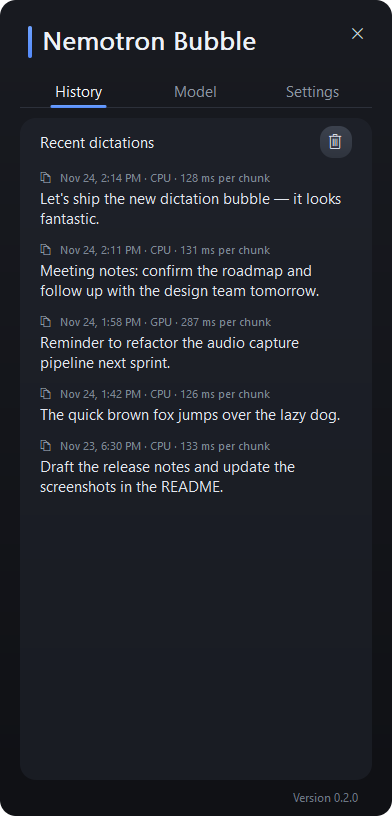 Nemotron Bubble
History Model Settings
Recent dictations
Nov 24, 2:14 PM · CPU · 128 ms per chunk
Let's ship the new dictation bubble — it looks
fantastic.
Nov 24, 2:11 PM · CPU · 131 ms per chunk
Meeting notes: confirm the roadmap and
follow up with the design team tomorrow.
Nov 24, 1:58 PM · GPU · 287 ms per chunk
Reminder to refactor the audio capture
pipeline next sprint.
Nov 24, 1:42 PM · CPU · 126 ms per chunk
The quick brown fox jumps over the lazy dog.
Nov 23, 6:30 PM · CPU · 133 ms per chunk
Draft the release notes and update the
screenshots in the README.
Version 0.2.0